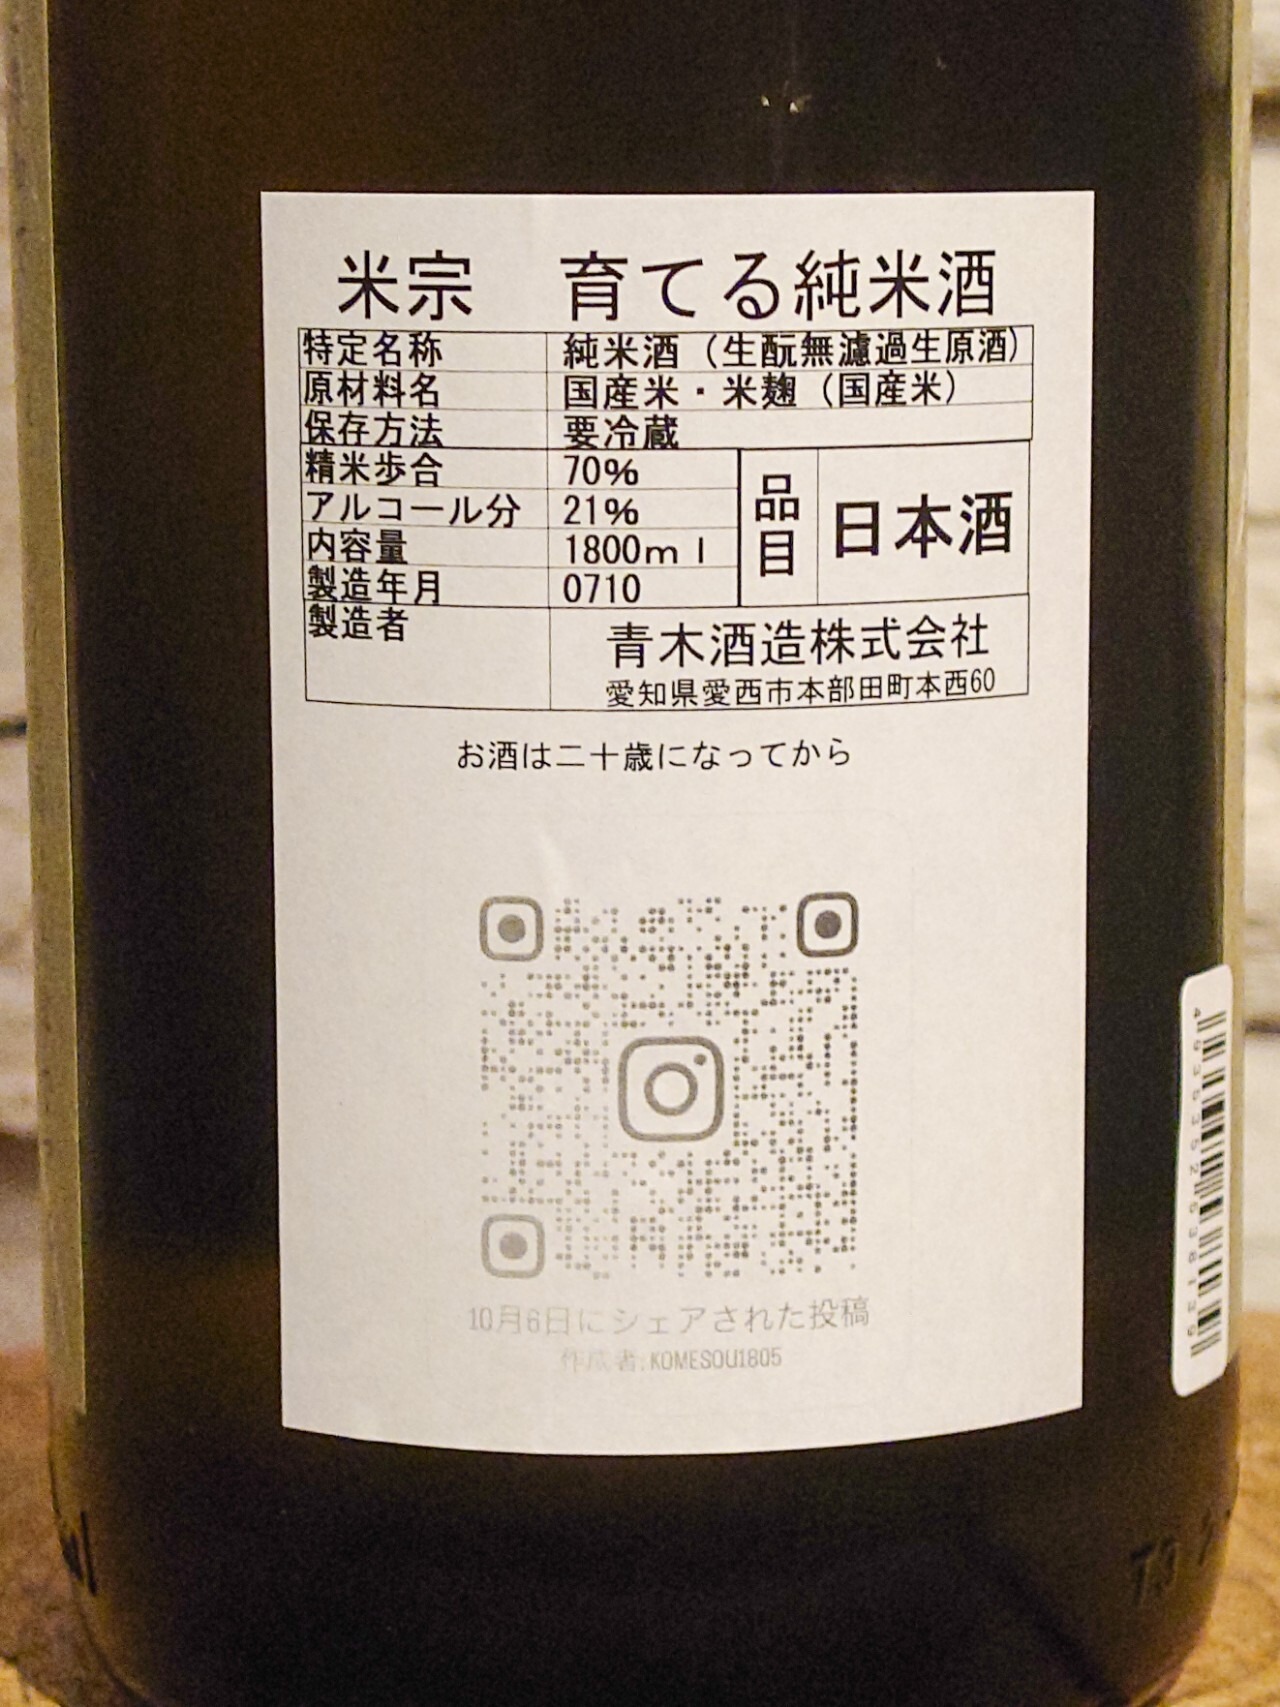 米宗　育てる純米酒
特定名称 純米酒（生酛無濾過生原酒）
原材料名 国産米・米麹（国産米）
保存方法 要冷蔵
精米歩合 70%
アルコール分 21%
内容量 1800ｍｌ
製造年月 0710
品目 日本酒
製造者 青木酒造株式会社
愛知県愛西市本部田町本西60
お酒は二十歳になってから
10月6日にシェアされた投稿
作成者:KOMESOU1805